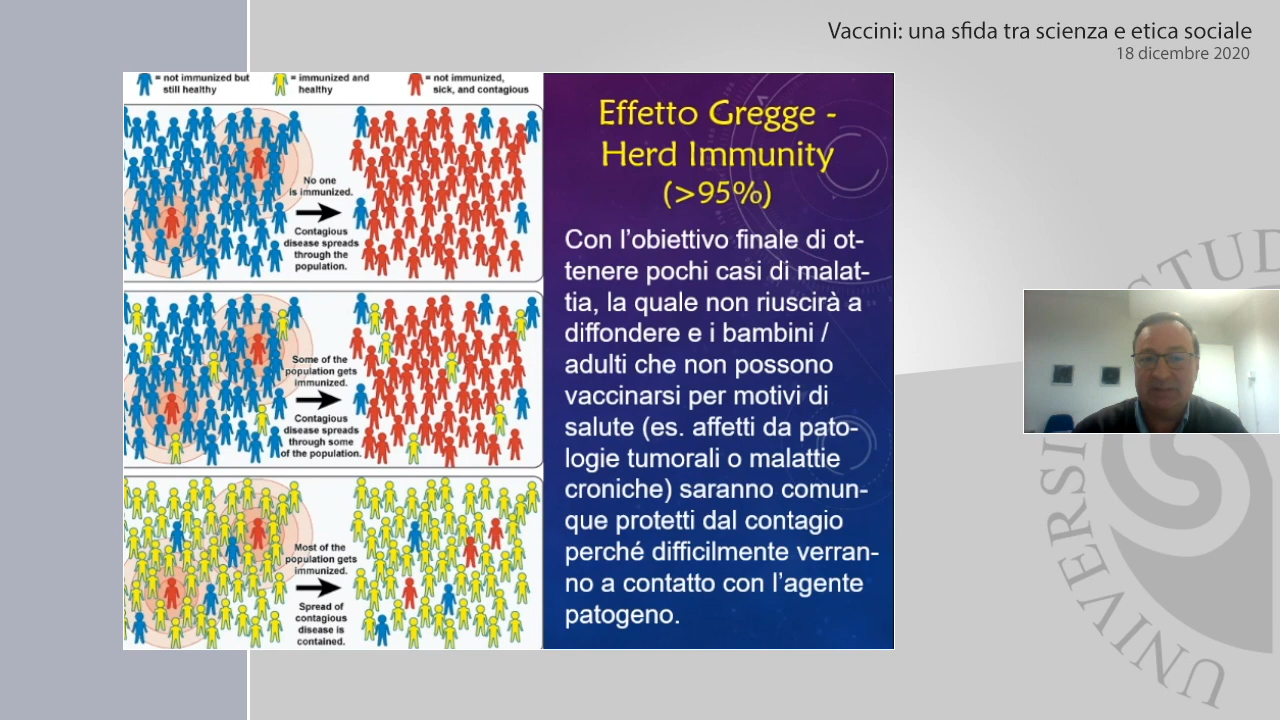 Vaccini: una sfida tra scienza e etica sociale
18 dicembre 2020
= not immunized but
still healthy
= immunized and
healthy
= not immunized,
sick, and contagious
No one
is immunized.
Contagious
disease spreads
through the
population.
Some of the
population gets
immunized.
Contagious
disease spreads
through some
of the population.
Most of the
population gets
immunized.
Spread of
contagious
disease is
contained.
Effetto Gregge -
Herd Immunity
(>95%)
Con l’obiettivo finale di ot-
tenere pochi casi di malat-
tia, la quale non riuscirà a
diffondere e i bambini /
adulti che non possono
vaccinarsi per motivi di
salute (es. affetti da pato-
logie tumorali o malattie
croniche) saranno comun-
que protetti dal contagio
perché difficilmente verran-
no a contatto con l’agente
patogeno.
UNIVERSI
STUD